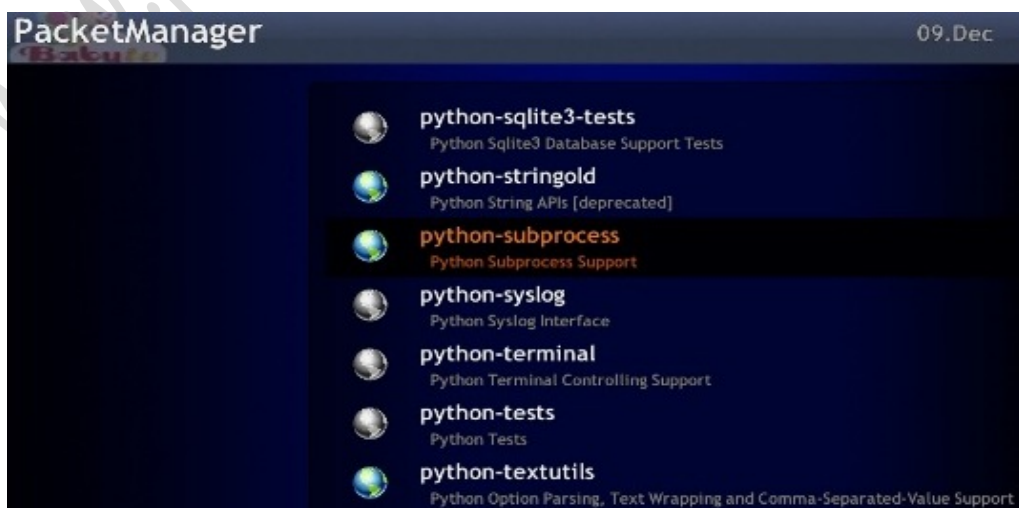 PacketManager
09.Dec
python-sqlite3-tests
Python Sqlite3 Database Support Tests
python-stringold
Python String APIs [deprecated]
python-subprocess
Python Subprocess Support
python-syslog
Python Syslog Interface
python-terminal
Python Terminal Controlling Support
python-tests
Python Tests
python-textutils
Python Option Parsing, Text Wrapping and Comma-Separated-Value Support